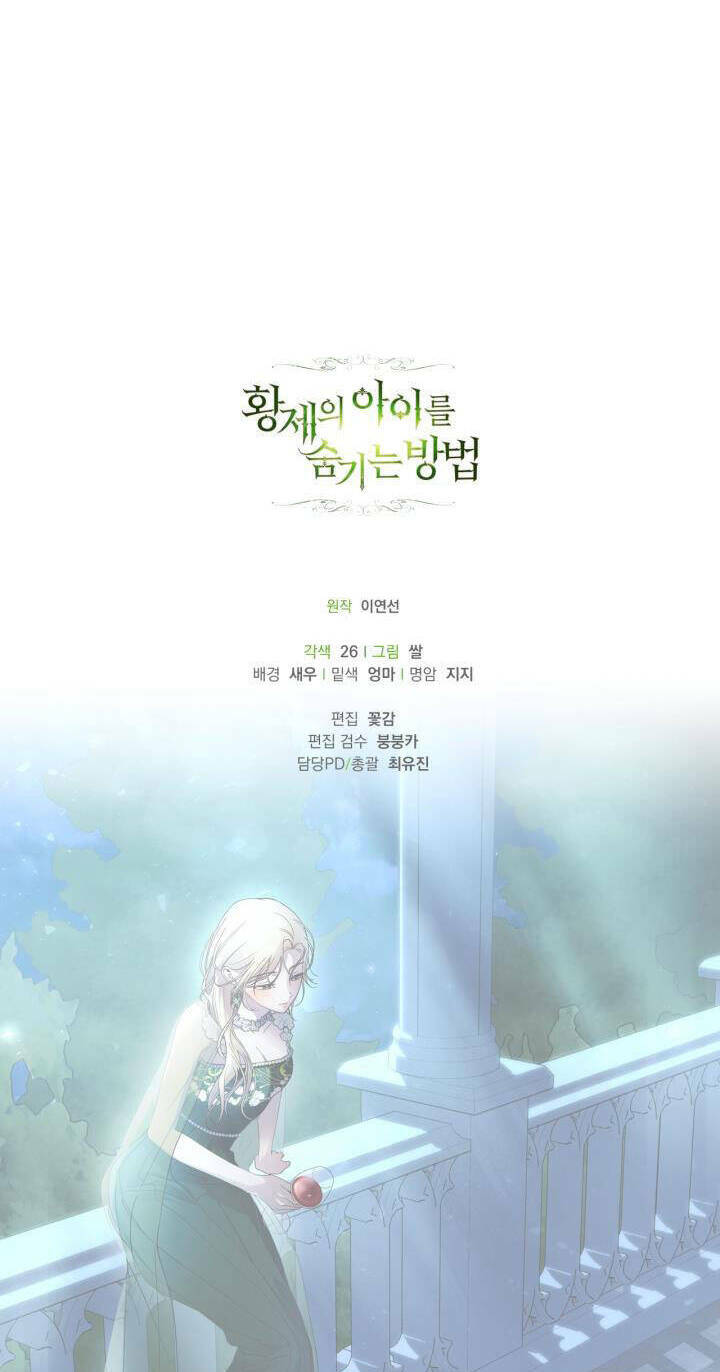 황제의 아이를
숨기는 방법
원작 이연선
각색 26 | 그림 쌀
배경 새우 | 밑색 엉마 | 명암 지지
편집 꽃감
편집 검수 붕붕카
담당PD/총괄 최유진